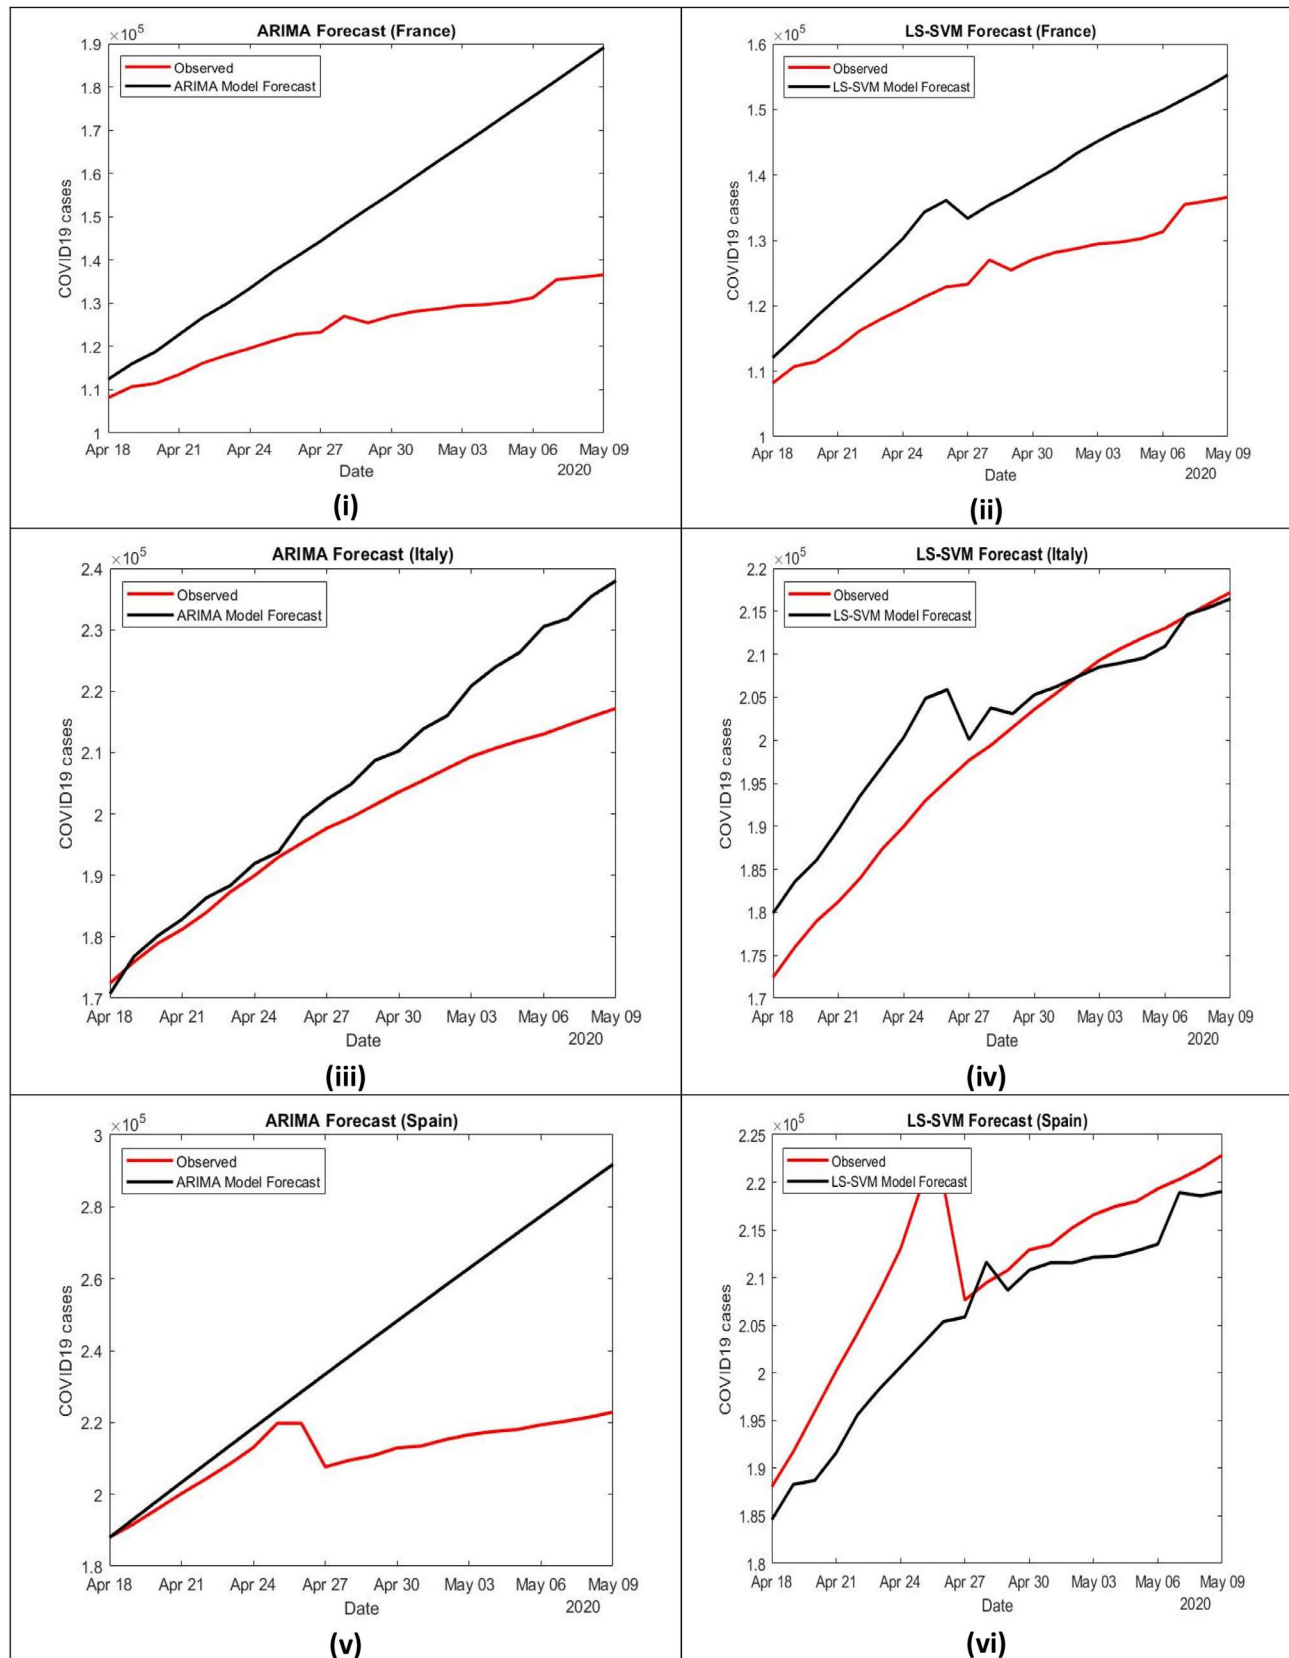 ARIMA Forecast (France)
×10^5
Observed
ARIMA Model Forecast
1.9
1.8
1.7
1.6
1.5
1.4
1.3
1.2
1.1
1
COVID19 cases
Apr 18 Apr 21 Apr 24 Apr 27 Apr 30 May 03 May 06 May 09
Date
2020
(i)
LS-SVM Forecast (France)
×10^5
Observed
LS-SVM Model Forecast
1.6
1.5
1.4
1.3
1.2
1.1
1
COVID19 cases
Apr 18 Apr 21 Apr 24 Apr 27 Apr 30 May 03 May 06 May 09
Date
2020
(ii)
ARIMA Forecast (Italy)
×10^5
Observed
ARIMA Model Forecast
2.4
2.3
2.2
2.1
2
1.9
1.8
1.7
COVID19 cases
Apr 18 Apr 21 Apr 24 Apr 27 Apr 30 May 03 May 06 May 09
Date
2020
(iii)
LS-SVM Forecast (Italy)
×10^5
Observed
LS-SVM Model Forecast
2.2
2.15
2.1
2.05
2
1.95
1.9
1.85
1.8
1.75
1.7
COVID19 cases
Apr 18 Apr 21 Apr 24 Apr 27 Apr 30 May 03 May 06 May 09
Date
2020
(iv)
ARIMA Forecast (Spain)
×10^5
Observed
ARIMA Model Forecast
3
2.8
2.6
2.4
2.2
2
1.8
COVID19 cases
Apr 18 Apr 21 Apr 24 Apr 27 Apr 30 May 03 May 06 May 09
Date
2020
(v)
LS-SVM Forecast (Spain)
×10^5
Observed
LS-SVM Model Forecast
2.25
2.2
2.15
2.1
2.05
2
1.95
1.9
1.85
1.8
COVID19 cases
Apr 18 Apr 21 Apr 24 Apr 27 Apr 30 May 03 May 06 May 09
Date
2020
(vi)